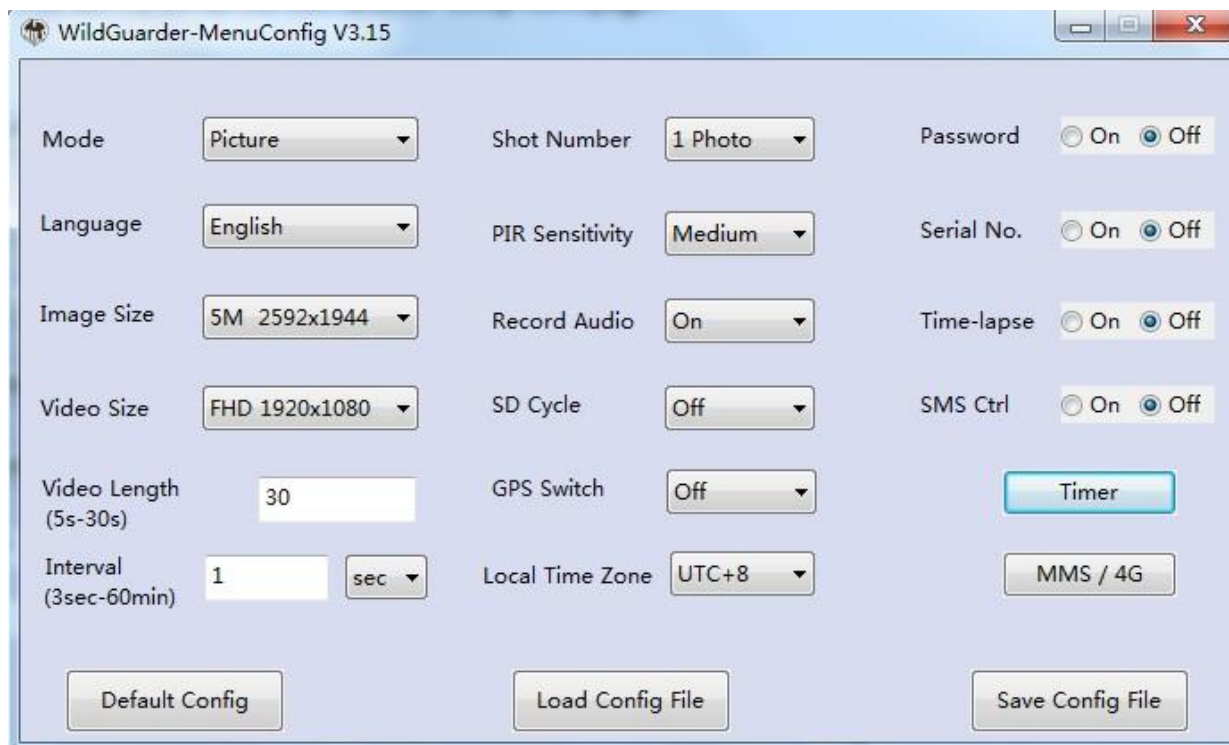 WildGuarder-MenuConfig V3.15
Mode Picture Shot Number 1 Photo Password On Off
Language English PIR Sensitivity Medium Serial No. On Off
Image Size 5M 2592x1944 Record Audio On Time-lapse On Off
Video Size FHD 1920x1080 SD Cycle Off SMS Ctrl On Off
Video Length 30 GPS Switch Off Timer
(5s-30s)
Interval 1 sec Local Time Zone UTC+8 MMS / 4G
(3sec-60min)
Default Config Load Config File Save Config File